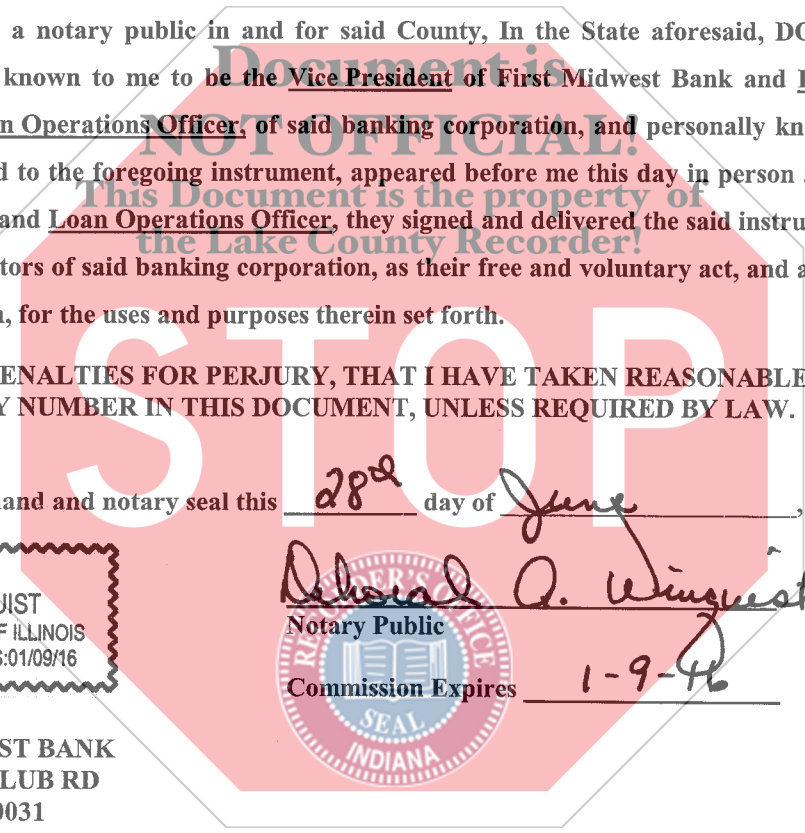 a notary public in and for said County, In the State aforesaid, DO
known to me to be the Vice President of First Midwest Bank and
n Operations Officer, of said banking corporation, and personally kn
d to the foregoing instrument, appeared before me this day in person
and Loan Operations Officer, they signed and delivered the said instru
tors of said banking corporation, as their free and voluntary act, and a
, for the uses and purposes therein set forth.
ENALTIES FOR PERJURY, THAT I HAVE TAKEN REASONABLE
Y NUMBER IN THIS DOCUMENT, UNLESS REQUIRED BY LAW.
and and notary seal this 28th day of June,
Deborah A. Winquist
Notary Public
Commission Expires 1-9-16
UIST
F ILLINOIS
S:01/09/16
ST BANK
LUB RD
0031
Document is
NOT OFFICIAL!
This Document is the property of
the Lake County Recorder!
STOP
RECORDER'S OFFICE
SEAL
INDIANA